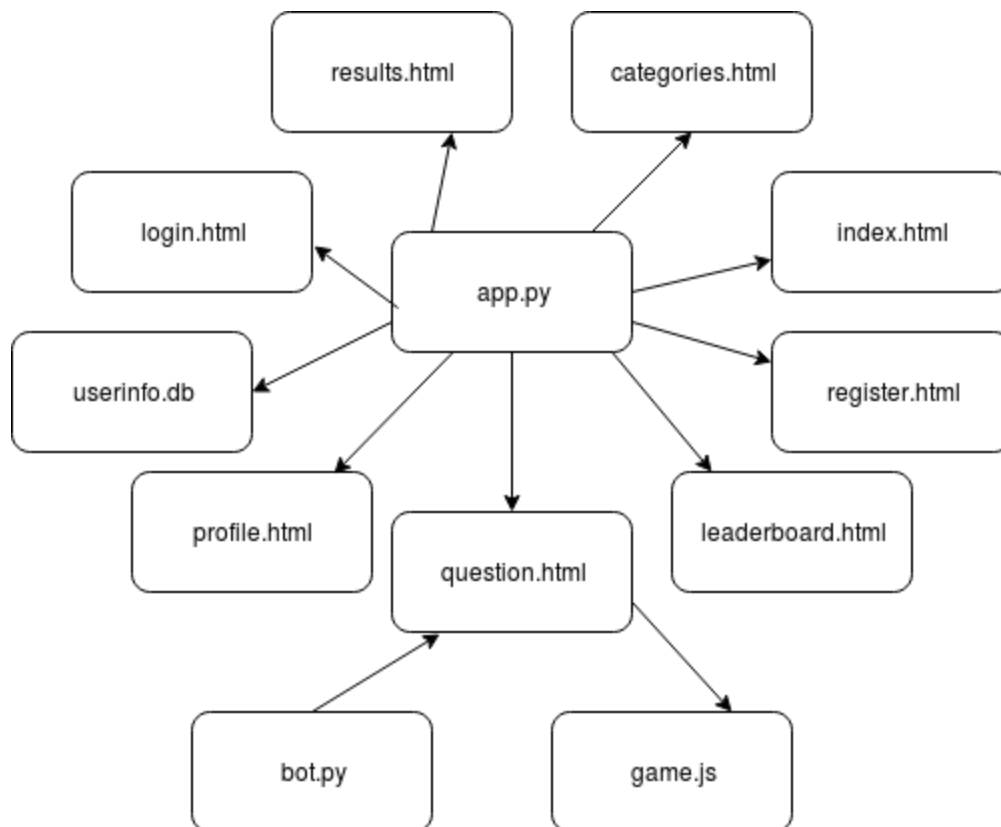 results.html
categories.html
login.html
index.html
app.py
userinfo.db
register.html
profile.html
question.html
leaderboard.html
bot.py
game.js